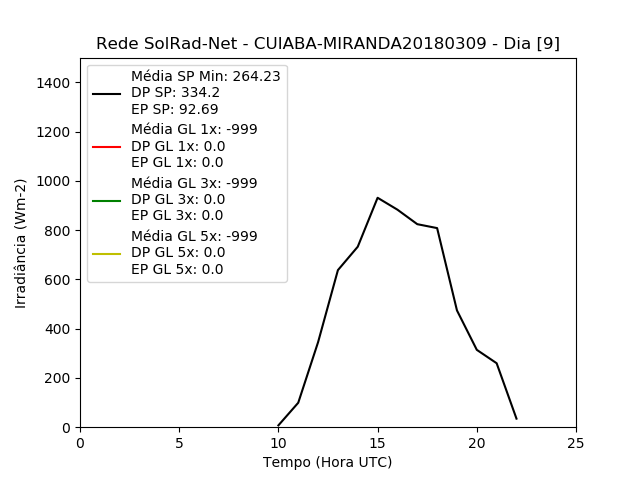 Rede SolRad-Net - CUIABA-MIRANDA20180309 - Dia [9]
Média SP Min: 264.23
DP SP: 334.2
EP SP: 92.69
Média GL 1x: -999
DP GL 1x: 0.0
EP GL 1x: 0.0
Média GL 3x: -999
DP GL 3x: 0.0
EP GL 3x: 0.0
Média GL 5x: -999
DP GL 5x: 0.0
EP GL 5x: 0.0
Irradiância (Wm-2)
1400
1200
1000
800
600
400
200
0
0 5 10 15 20 25
Tempo (Hora UTC)